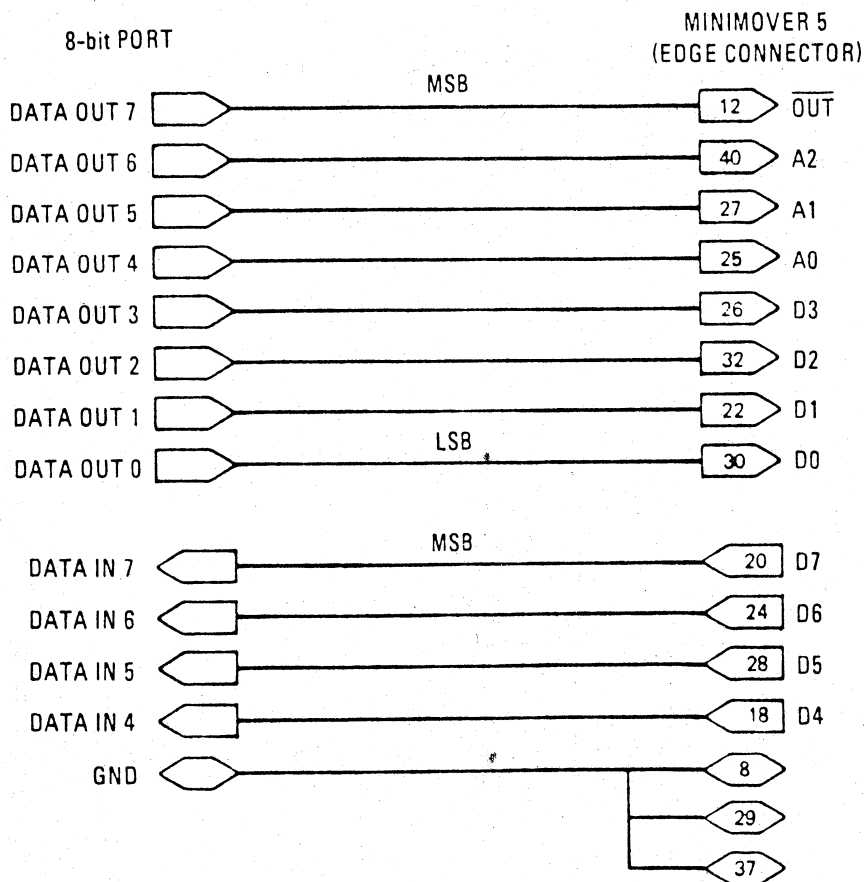 8-bit PORT
MINIMOVER 5
(EDGE CONNECTOR)
MSB
DATA OUT 7 12 O̅U̅T̅
DATA OUT 6 40 A2
DATA OUT 5 27 A1
DATA OUT 4 25 A0
DATA OUT 3 26 D3
DATA OUT 2 32 D2
DATA OUT 1 22 D1
LSB
DATA OUT 0 30 D0
MSB
DATA IN 7 20 D7
DATA IN 6 24 D6
DATA IN 5 28 D5
DATA IN 4 18 D4
GND 8
29
37